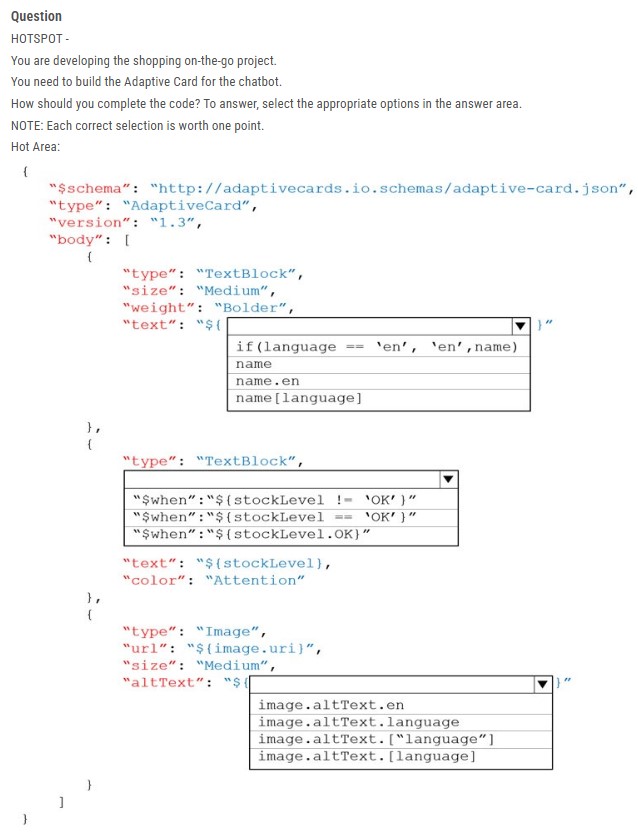 Question
HOTSPOT -
You are developing the shopping on-the-go project.
You need to build the Adaptive Card for the chatbot.
How should you complete the code? To answer, select the appropriate options in the answer area.
NOTE: Each correct selection is worth one point.
Hot Area:
{
"$schema": "http://adaptivecards.io.schemas/adaptive-card.json",
"type": "AdaptiveCard",
"version": "1.3",
"body": [
{
"type": "TextBlock",
"size": "Medium",
"weight": "Bolder",
"text": "${ }"
if(language == 'en', 'en',name)
name
name.en
name[language]
},
{
"type": "TextBlock",
"$when":"${stockLevel != 'OK'}"
"$when":"${stockLevel == 'OK'}"
"$when":"${stockLevel.OK}"
"text": "${stockLevel},
"color": "Attention"
},
{
"type": "Image",
"url": "${image.uri}",
"size": "Medium",
"altText": "${ }"
image.altText.en
image.altText.language
image.altText.["language"]
image.altText.[language]
}
]
}